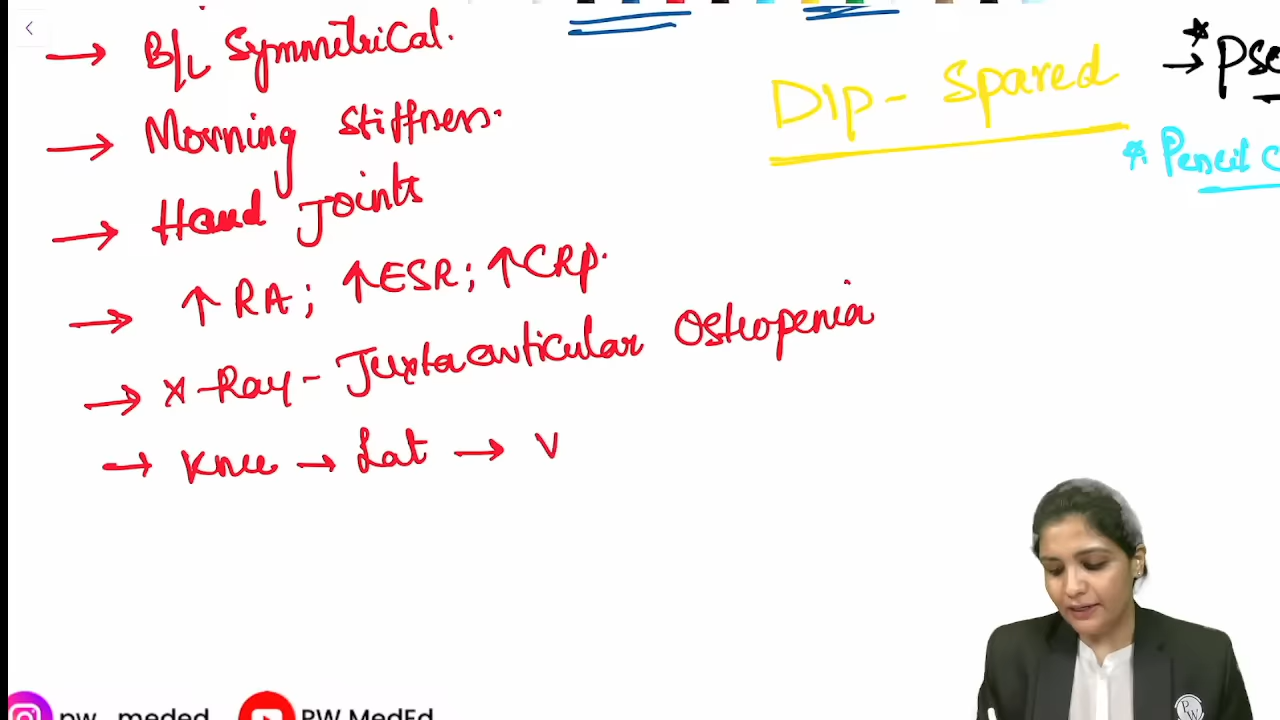 → B/L Symmetrical.
→ Morning Stiffness.
→ Hand Joints
→ ↑ RA; ↑ESR; ↑CRP.
→ X-Ray - Juxtaarticular Osteopenia
→ Knee → Lat → V
DIP - Spared
* → Pse
* Pencil C
PW
pw_meded
PW MedEd